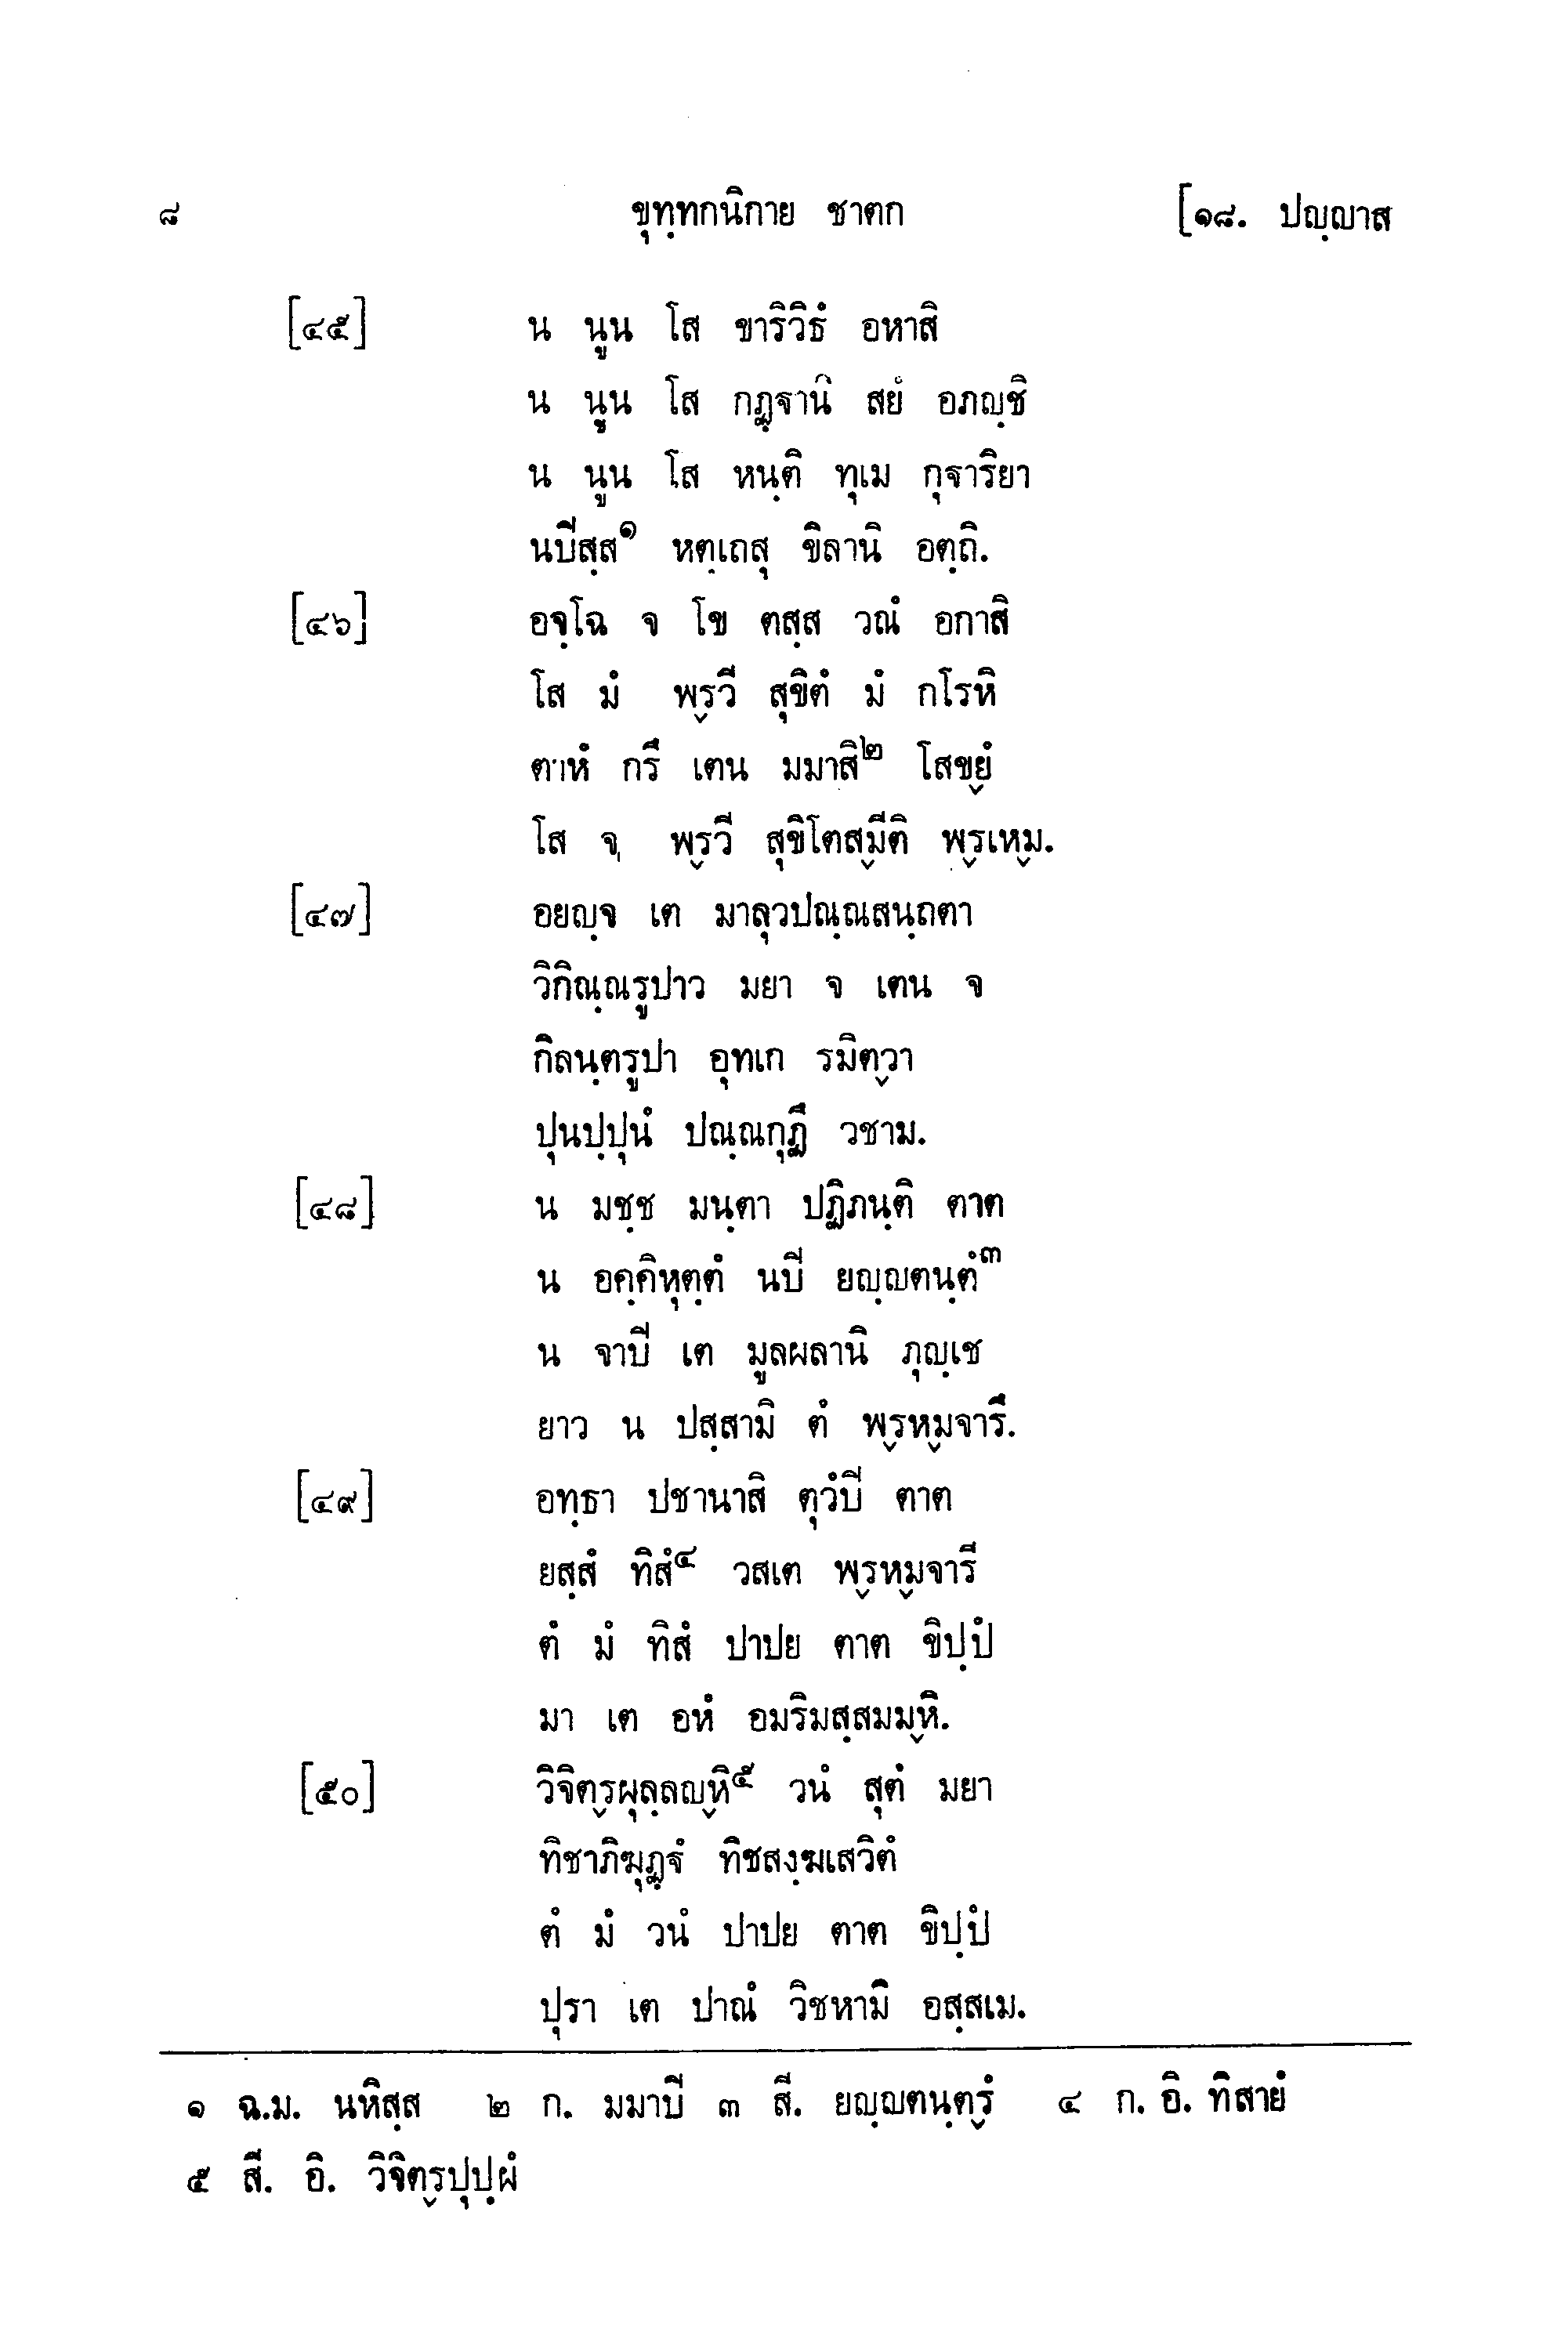 ๘ ขุทฺทกนิกาย ชาตก [๑๘. ปญฺญาส
[๔๕] น นูน โส ขาริวิธํ อหาสิ
น นูน โส กฏฺฐานิ สยํ อภญฺชิ
น นูน โส หนฺติ ทุเม กุฐาริยา
นปิสฺส๑ หตฺเถสุ ขิลานิ อตฺถิ.
[๔๖] อจฺโฉ จ โข ตสฺส วณํ อกาสิ
โส มํ พฺรวี สุขิตํ มํ กโรหิ
ตาหํ กรึ เตน มมาสิ๒ โสขฺยํ
โส จ พฺรวี สุขิโตสฺมีติ พฺรเหฺม.
[๔๗] อยญฺจ เต มาลุวปณฺณสนฺถตา
วิกิณฺณรูปาว มยา จ เตน จ
กิลนฺตรูปา อุทเก รมิตฺวา
ปุนปฺปุนํ ปณฺณกุฏึ วชาม.
[๔๘] น มชฺช มนฺตา ปฏิภนฺติ ตาต
น อคฺคิหุตฺตํ นปิ ยญฺญตนฺตํ๓
น จาปิ เต มูลผลานิ ภุญฺเช
ยาว น ปสฺสามิ ตํ พฺรหฺมจารึ.
[๔๙] อทฺธา ปชานาสิ ตุวํปิ ตาต
ยสฺสํ ทิสํ๔ วสเต พฺรหฺมจารี
ตํ มํ ทิสํ ปาปย ตาต ขิปฺปํ
มา เต อหํ อมริมสฺสมมฺหิ.
[๕๐] วิจิตฺรผุลฺลญฺหิ๕ วนํ สุตํ มยา
ทิชาภิฆุฏฺฐํ ทิชสงฺฆเสวิตํ
ตํ มํ วนํ ปาปย ตาต ขิปฺปํ
ปุรา เต ปาณํ วิชหามิ อสฺสเม.
๑ ฉ.ม. นหิสฺส ๒ ก. มมาปิ ๓ สี. ยญฺญตนฺตฺรํ ๔ ก. อิ. ทิสายํ
๕ สี. อิ. วิจิตฺรปุปฺผํ